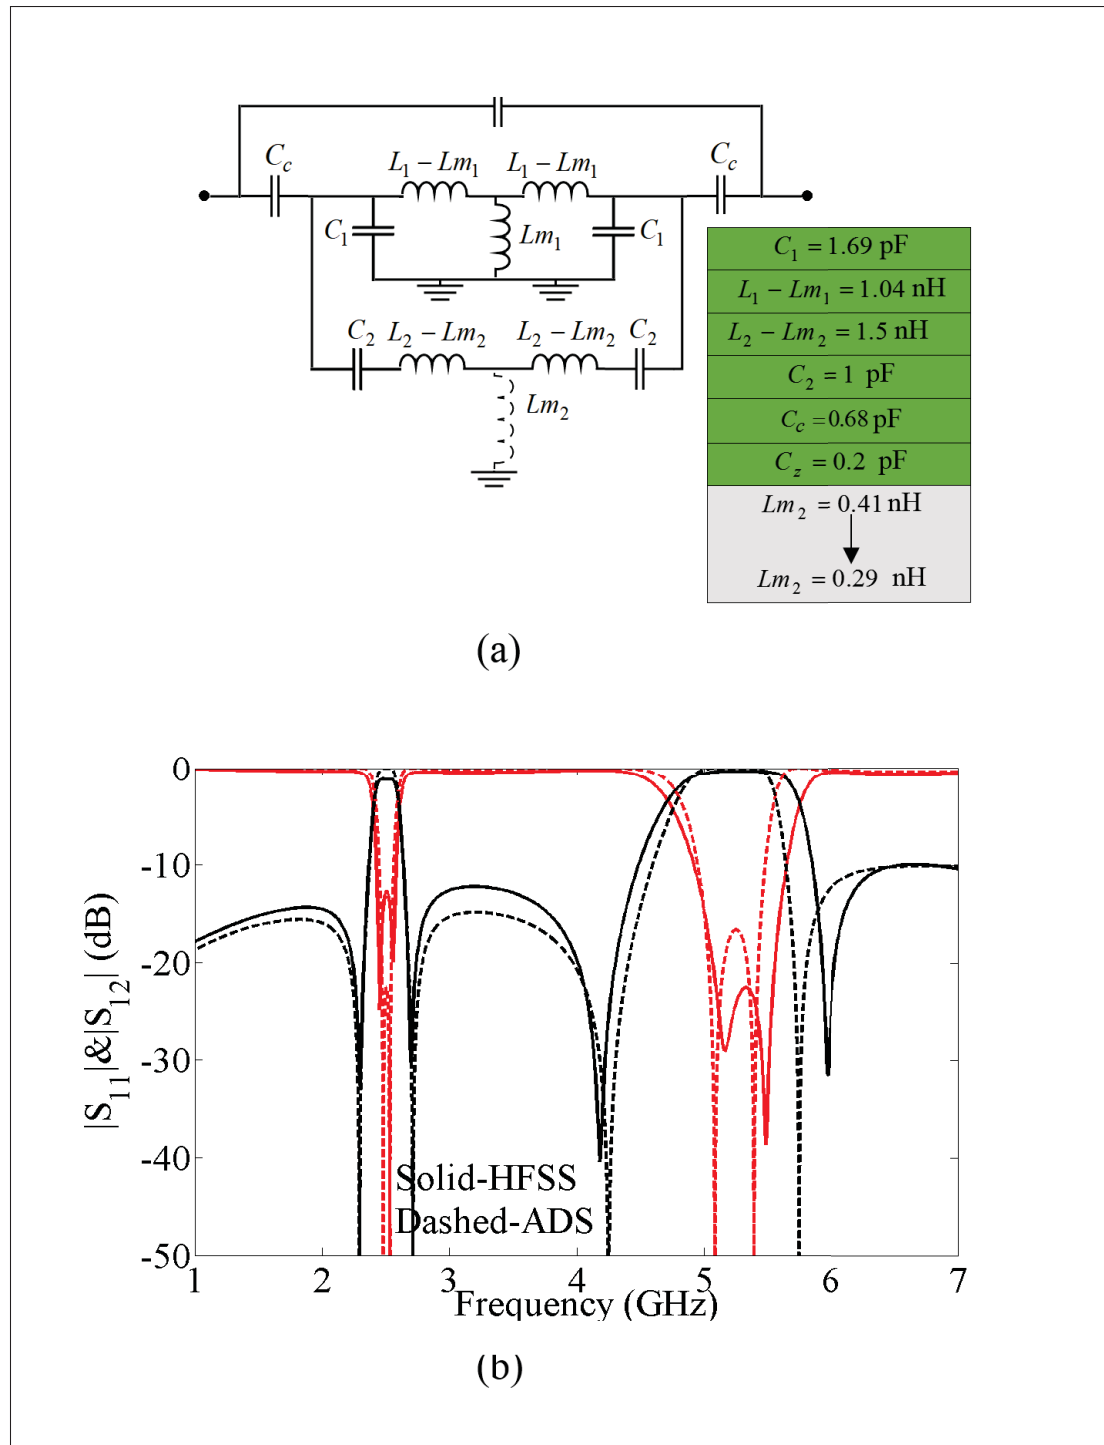 C_c L_1 − Lm_1 L_1 − Lm_1 C_c
C_1 Lm_1 C_1
C_2 L_2 − Lm_2 L_2 − Lm_2 C_2
Lm_2
C_1 = 1.69 pF
L_1 − Lm_1 = 1.04 nH
L_2 − Lm_2 = 1.5 nH
C_2 = 1 pF
C_c = 0.68 pF
C_z = 0.2 pF
Lm_2 = 0.41 nH
Lm_2 = 0.29 nH
(a)
|S_11|&|S_12| (dB)
0
-10
-20
-30
-40
-50
Solid-HFSS
Dashed-ADS
1 2 3 4 5 6 7
Frequency (GHz)
(b)